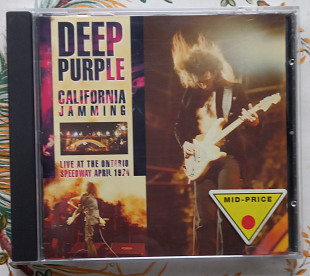 DEEP
PURPLE
CALIFORNIA
JAMMING
LIVE AT THE ONTARIO
SPEEDWAY APRIL 1974
MID-PRICE